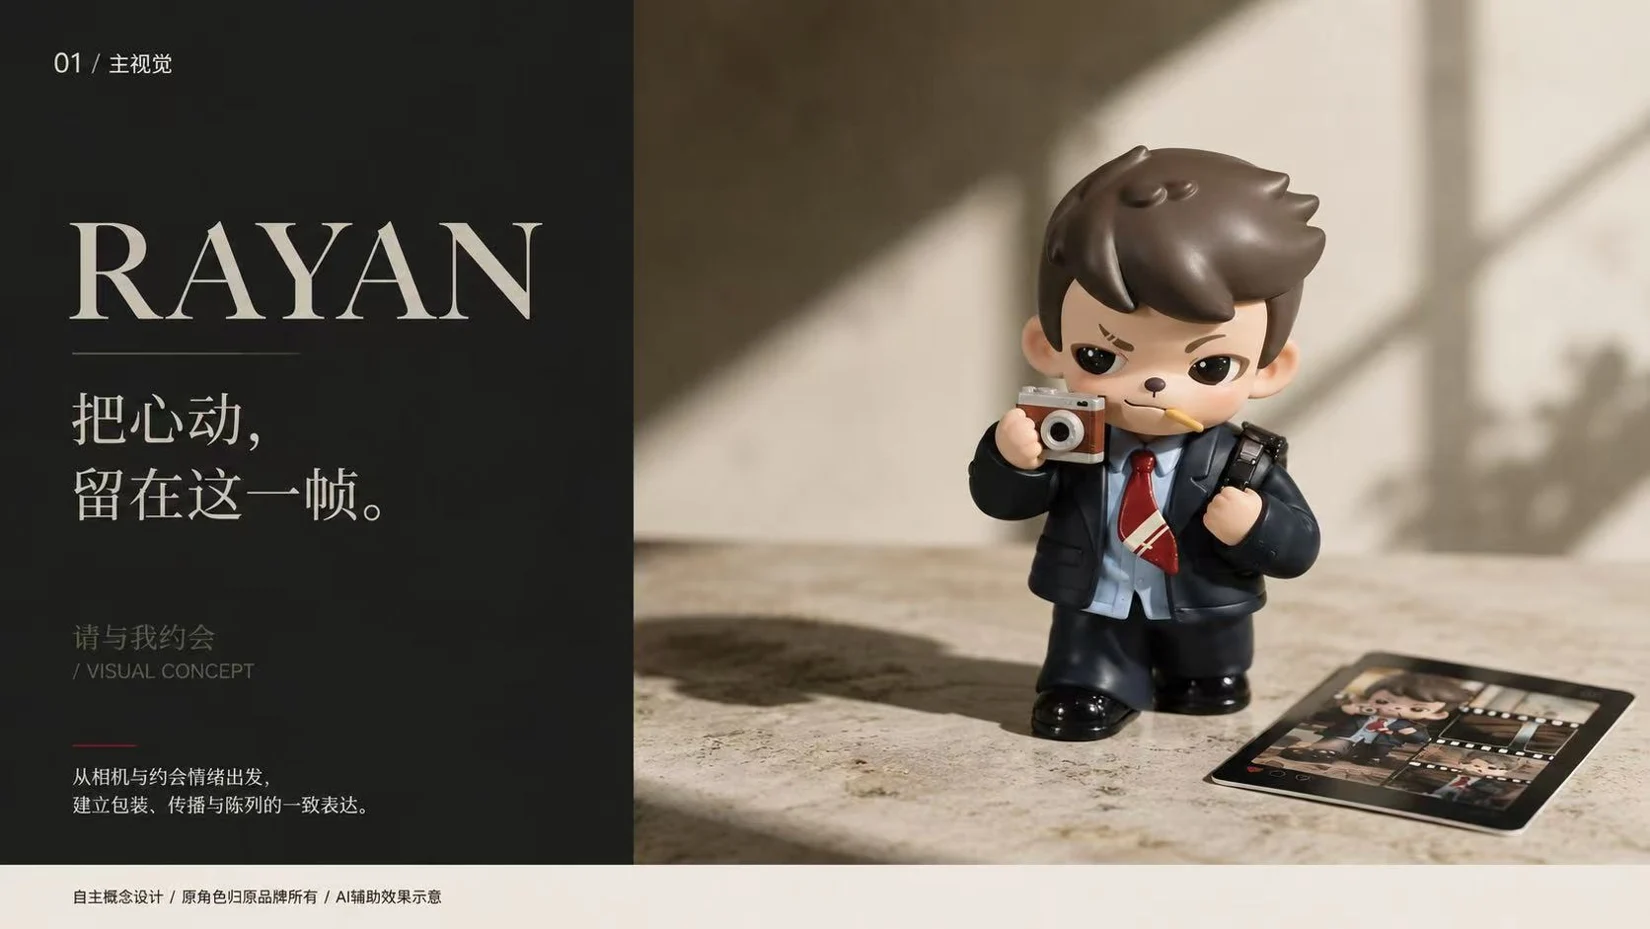 01 / 主视觉
RAYAN
把心动，
留在这一帧。
请与我约会
/ VISUAL CONCEPT
从相机与约会情绪出发，
建立包装、传播与陈列的一致表达。
自主概念设计 / 原角色归原品牌所有 / AI辅助效果示意